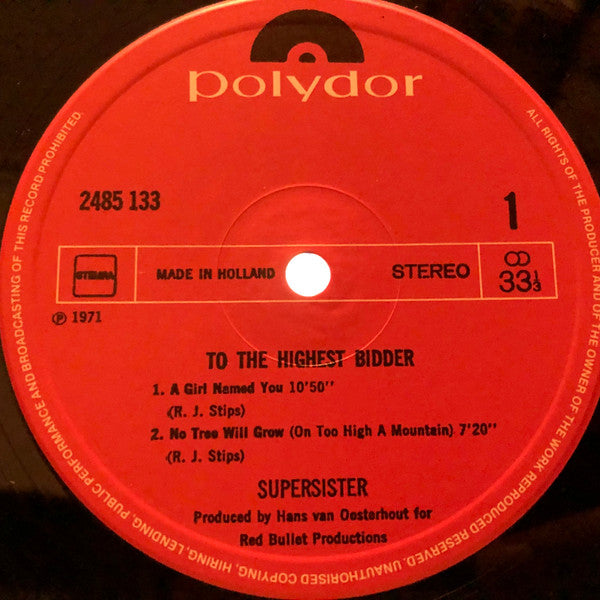 polydor
2485 133
1
STEMRA
MADE IN HOLLAND
STEREO
33⅓
℗ 1971
TO THE HIGHEST BIDDER
1. A Girl Named You 10'50"
(R. J. Stips)
2. No Tree Will Grow (On Too High A Mountain) 7'20"
(R. J. Stips)
SUPERSISTER
Produced by Hans van Oosterhout for
Red Bullet Productions
ALL RIGHTS OF THE PRODUCER AND OF THE OWNER OF THE WORK REPRODUCED RESERVED. UNAUTHORISED COPYING, HIRING, LENDING, PUBLIC PERFORMANCE AND BROADCASTING OF THIS RECORD PROHIBITED.